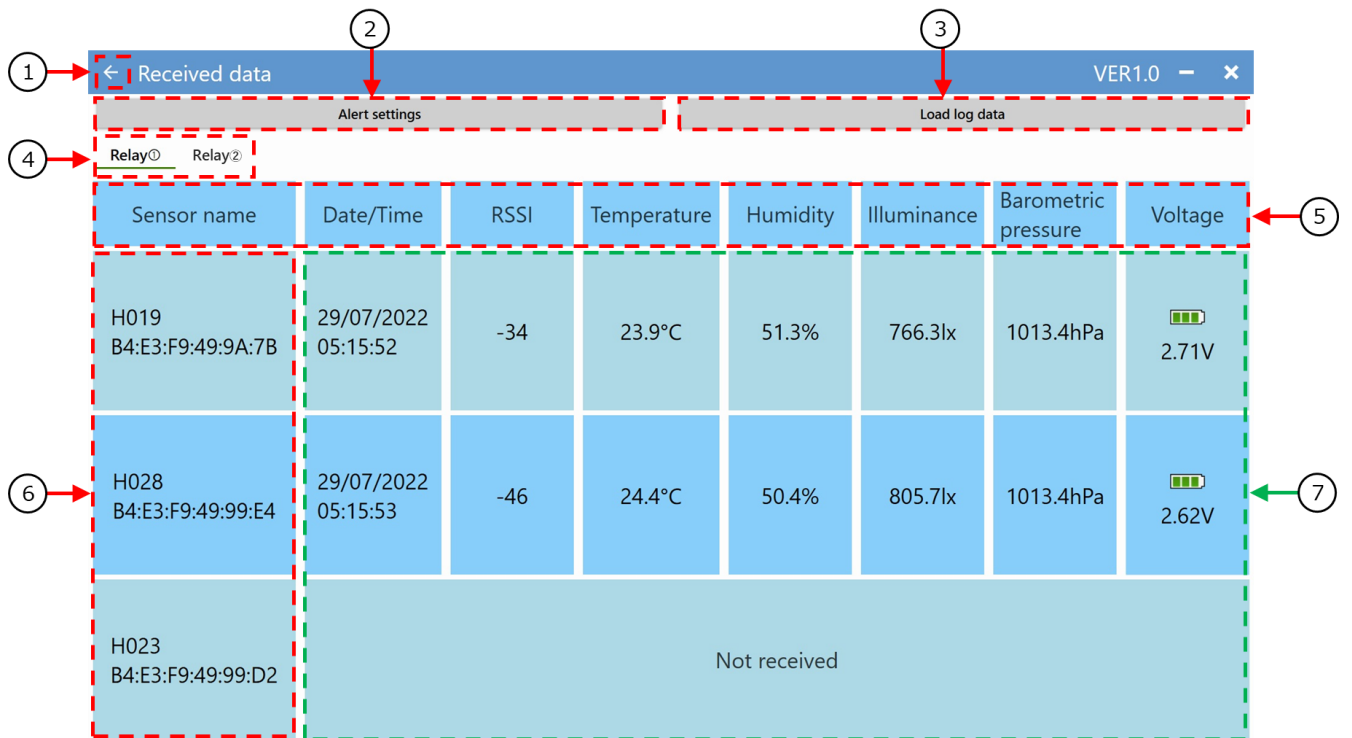 ② ③
① ← Received data VER1.0 − ×
Alert settings Load log data
④ Relay① Relay②
Sensor name Date/Time RSSI Temperature Humidity Illuminance Barometric pressure Voltage ⑤
H019
B4:E3:F9:49:9A:7B
29/07/2022
05:15:52
-34
23.9°C
51.3%
766.3lx
1013.4hPa
2.71V
⑥
H028
B4:E3:F9:49:99:E4
29/07/2022
05:15:53
-46
24.4°C
50.4%
805.7lx
1013.4hPa
2.62V
⑦
H023
B4:E3:F9:49:99:D2
Not received